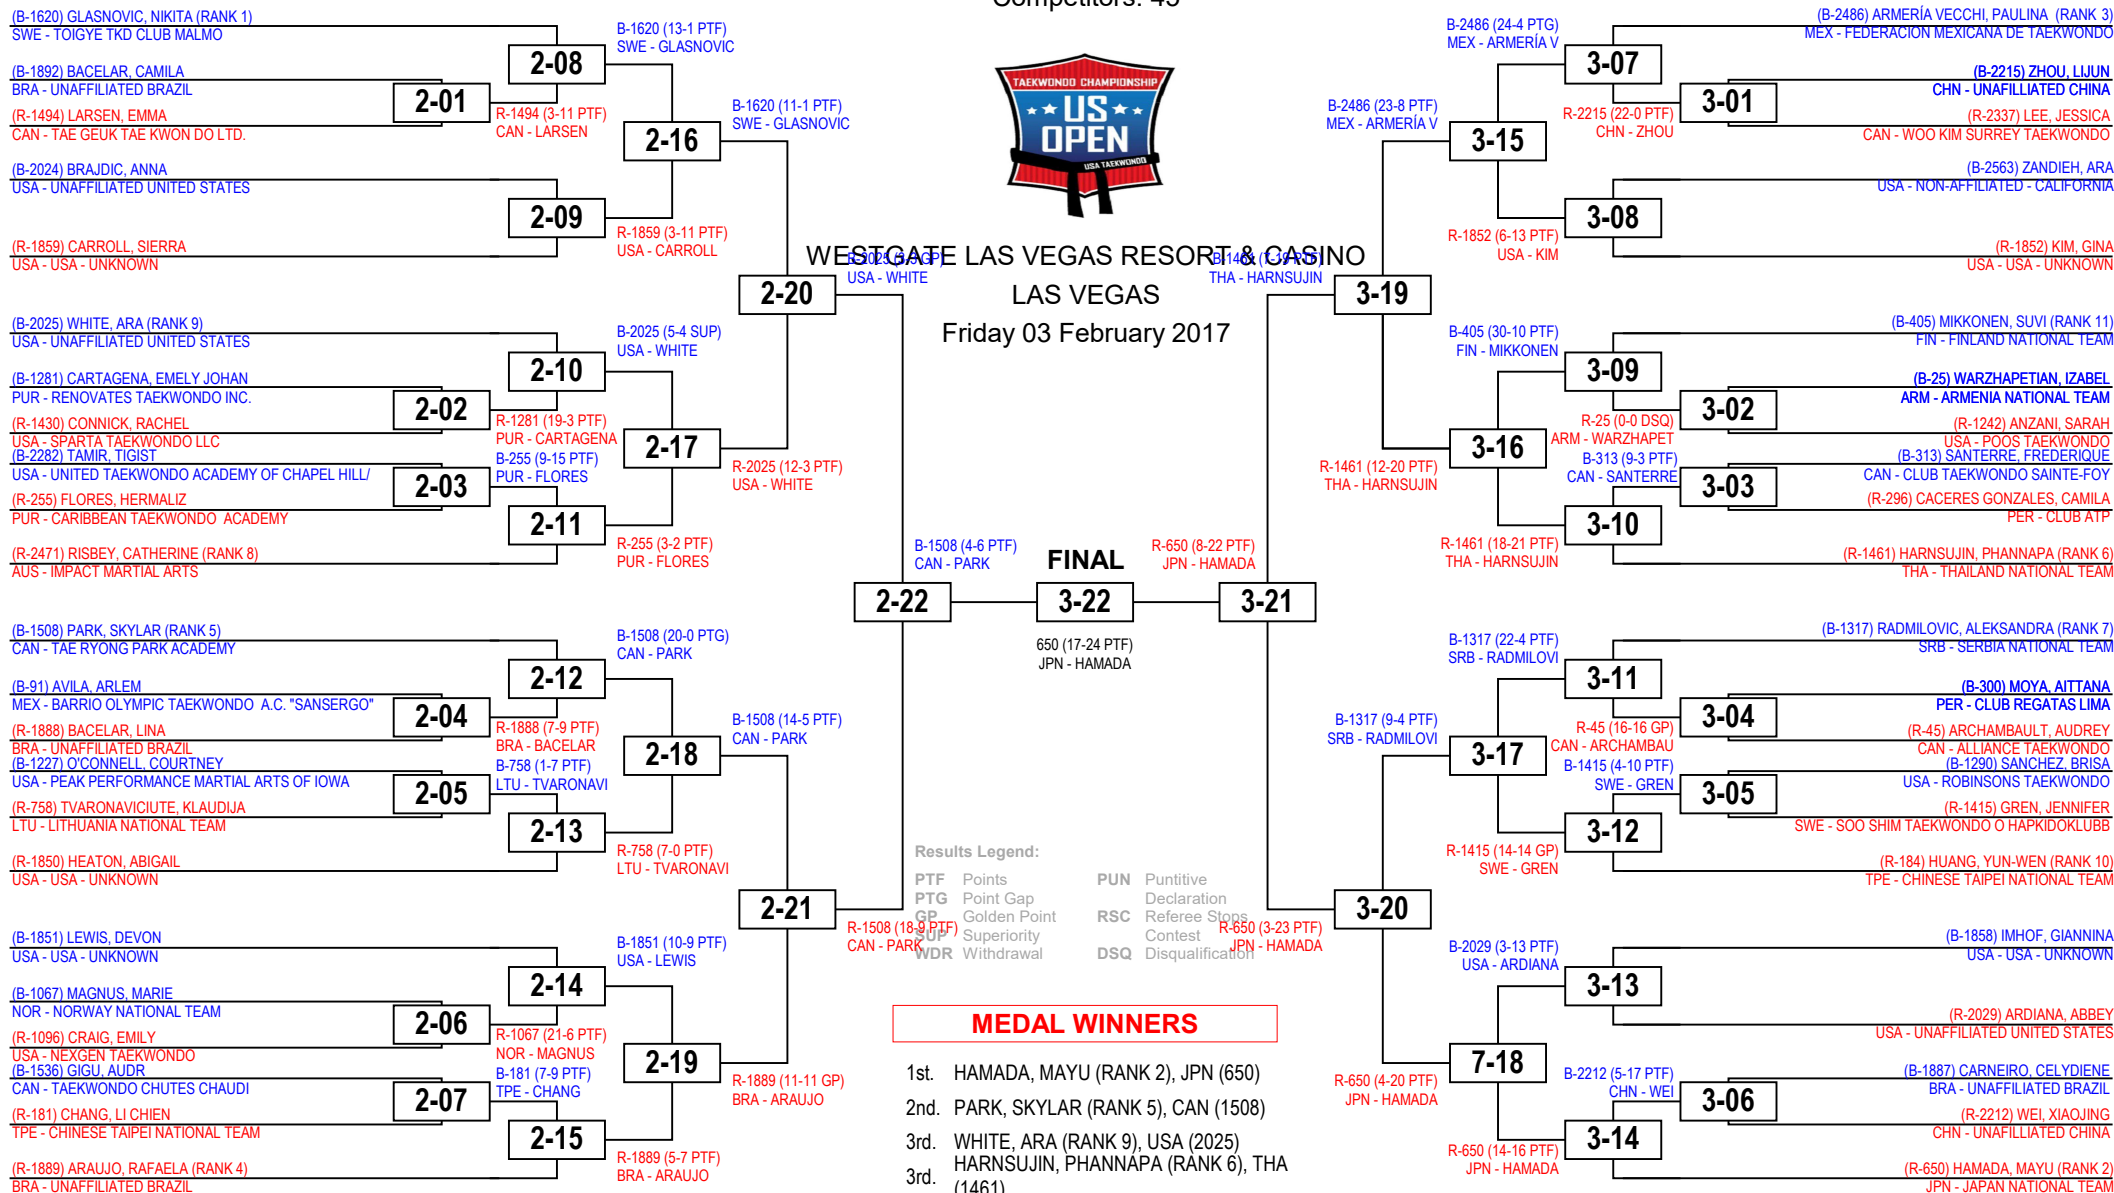 Competitors: 45
(B-1620) GLASNOVIC, NIKITA (RANK 1)
SWE - TOIGYE TKD CLUB MALMO
(B-1892) BACELAR, CAMILA
BRA - UNAFFILIATED BRAZIL
(R-1494) LARSEN, EMMA
CAN - TAE GEUK TAE KWON DO LTD.
(B-2024) BRAJDIC, ANNA
USA - UNAFFILIATED UNITED STATES
(R-1859) CARROLL, SIERRA
USA - USA - UNKNOWN
(B-2025) WHITE, ARA (RANK 9)
USA - UNAFFILIATED UNITED STATES
(B-1281) CARTAGENA, EMELY JOHAN
PUR - RENOVATES TAEKWONDO INC.
(R-1430) CONNICK, RACHEL
USA - SPARTA TAEKWONDO LLC
(B-2282) TAMIR, TIGIST
USA - UNITED TAEKWONDO ACADEMY OF CHAPEL HILL/
(R-255) FLORES, HERMALIZ
PUR - CARIBBEAN TAEKWONDO ACADEMY
(R-2471) RISBEY, CATHERINE (RANK 8)
AUS - IMPACT MARTIAL ARTS
(B-1508) PARK, SKYLAR (RANK 5)
CAN - TAE RYONG PARK ACADEMY
(B-91) AVILA, ARLEM
MEX - BARRIO OLYMPIC TAEKWONDO A.C. "SANSERGO"
(R-1888) BACELAR, LINA
BRA - UNAFFILIATED BRAZIL
(B-1227) O'CONNELL, COURTNEY
USA - PEAK PERFORMANCE MARTIAL ARTS OF IOWA
(R-758) TVARONAVICIUTE, KLAUDIJA
LTU - LITHUANIA NATIONAL TEAM
(R-1850) HEATON, ABIGAIL
USA - USA - UNKNOWN
(B-1851) LEWIS, DEVON
USA - USA - UNKNOWN
(B-1067) MAGNUS, MARIE
NOR - NORWAY NATIONAL TEAM
(R-1096) CRAIG, EMILY
USA - NEXGEN TAEKWONDO
(B-1536) GIGU, AUDR
CAN - TAEKWONDO CHUTES CHAUDI
(R-181) CHANG, LI CHIEN
TPE - CHINESE TAIPEI NATIONAL TEAM
(R-1889) ARAUJO, RAFAELA (RANK 4)
BRA - UNAFFILIATED BRAZIL
2-01
2-02
2-03
2-04
2-05
2-06
2-07
R-1494 (3-11 PTF)
CAN - LARSEN
R-1281 (19-3 PTF)
PUR - CARTAGENA
B-255 (9-15 PTF)
PUR - FLORES
R-1888 (7-9 PTF)
BRA - BACELAR
B-758 (1-7 PTF)
LTU - TVARONAVI
R-1067 (21-6 PTF)
NOR - MAGNUS
B-181 (7-9 PTF)
TPE - CHANG
2-08
2-09
2-10
2-11
2-12
2-13
2-14
2-15
B-1620 (13-1 PTF)
SWE - GLASNOVIC
R-1859 (3-11 PTF)
USA - CARROLL
B-2025 (5-4 SUP)
USA - WHITE
R-255 (3-2 PTF)
PUR - FLORES
B-1508 (20-0 PTG)
CAN - PARK
R-758 (7-0 PTF)
LTU - TVARONAVI
B-1851 (10-9 PTF)
USA - LEWIS
R-1889 (5-7 PTF)
BRA - ARAUJO
2-16
2-17
2-18
2-19
B-1620 (11-1 PTF)
SWE - GLASNOVIC
R-2025 (12-3 PTF)
USA - WHITE
B-1508 (14-5 PTF)
CAN - PARK
R-1889 (11-11 GP)
BRA - ARAUJO
2-20
2-21
USA - WHITE
R-1508 (18-9 PTF)
CAN - PARK
2-22
B-1508 (4-6 PTF)
CAN - PARK
TAEKWONDO CHAMPIONSHIP
US
OPEN
USA TAEKWONDO
WESTGATE LAS VEGAS RESORT & CASINO
LAS VEGAS
Friday 03 February 2017
FINAL
3-22
650 (17-24 PTF)
JPN - HAMADA
R-650 (8-22 PTF)
JPN - HAMADA
3-21
THA - HARNSUJIN
R-650 (3-23 PTF)
JPN - HAMADA
3-19
3-20
B-2486 (23-8 PTF)
MEX - ARMERÍA V
R-1461 (12-20 PTF)
THA - HARNSUJIN
B-1317 (9-4 PTF)
SRB - RADMILOVI
R-650 (4-20 PTF)
JPN - HAMADA
3-15
3-16
3-17
7-18
B-2486 (24-4 PTG)
MEX - ARMERÍA V
R-1852 (6-13 PTF)
USA - KIM
B-405 (30-10 PTF)
FIN - MIKKONEN
R-1461 (18-21 PTF)
THA - HARNSUJIN
B-1317 (22-4 PTF)
SRB - RADMILOVI
R-1415 (14-14 GP)
SWE - GREN
B-2029 (3-13 PTF)
USA - ARDIANA
R-650 (14-16 PTF)
JPN - HAMADA
3-07
3-08
3-09
3-10
3-11
3-12
3-13
3-14
R-2215 (22-0 PTF)
CHN - ZHOU
R-25 (0-0 DSQ)
ARM - WARZHAPET
B-313 (9-3 PTF)
CAN - SANTERRE
R-45 (16-16 GP)
CAN - ARCHAMBAU
B-1415 (4-10 PTF)
SWE - GREN
B-2212 (5-17 PTF)
CHN - WEI
3-01
3-02
3-03
3-04
3-05
3-06
(B-2486) ARMERÍA VECCHI, PAULINA (RANK 3)
MEX - FEDERACION MEXICANA DE TAEKWONDO
(B-2215) ZHOU, LIJUN
CHN - UNAFILLIATED CHINA
(R-2337) LEE, JESSICA
CAN - WOO KIM SURREY TAEKWONDO
(B-2563) ZANDIEH, ARA
USA - NON-AFFILIATED - CALIFORNIA
(R-1852) KIM, GINA
USA - USA - UNKNOWN
(B-405) MIKKONEN, SUVI (RANK 11)
FIN - FINLAND NATIONAL TEAM
(B-25) WARZHAPETIAN, IZABEL
ARM - ARMENIA NATIONAL TEAM
(R-1242) ANZANI, SARAH
USA - POOS TAEKWONDO
(B-313) SANTERRE, FREDERIQUE
CAN - CLUB TAEKWONDO SAINTE-FOY
(R-296) CACERES GONZALES, CAMILA
PER - CLUB ATP
(R-1461) HARNSUJIN, PHANNAPA (RANK 6)
THA - THAILAND NATIONAL TEAM
(B-1317) RADMILOVIC, ALEKSANDRA (RANK 7)
SRB - SERBIA NATIONAL TEAM
(B-300) MOYA, AITTANA
PER - CLUB REGATAS LIMA
(R-45) ARCHAMBAULT, AUDREY
CAN - ALLIANCE TAEKWONDO
(B-1290) SANCHEZ, BRISA
USA - ROBINSONS TAEKWONDO
(R-1415) GREN, JENNIFER
SWE - SOO SHIM TAEKWONDO O HAPKIDOKLUBB
(R-184) HUANG, YUN-WEN (RANK 10)
TPE - CHINESE TAIPEI NATIONAL TEAM
(B-1858) IMHOF, GIANNINA
USA - USA - UNKNOWN
(R-2029) ARDIANA, ABBEY
USA - UNAFFILIATED UNITED STATES
(B-1887) CARNEIRO, CELYDIENE
BRA - UNAFFILIATED BRAZIL
(R-2212) WEI, XIAOJING
CHN - UNAFILLIATED CHINA
(R-650) HAMADA, MAYU (RANK 2)
JPN - JAPAN NATIONAL TEAM
Results Legend:
PTF Points
PTG Point Gap
GP Golden Point
SUP Superiority
WDR Withdrawal
PUN Puntitive Declaration
RSC Referee Stops Contest
DSQ Disqualification
MEDAL WINNERS
1st. HAMADA, MAYU (RANK 2), JPN (650)
2nd. PARK, SKYLAR (RANK 5), CAN (1508)
3rd. WHITE, ARA (RANK 9), USA (2025)
3rd. HARNSUJIN, PHANNAPA (RANK 6), THA
(1461)